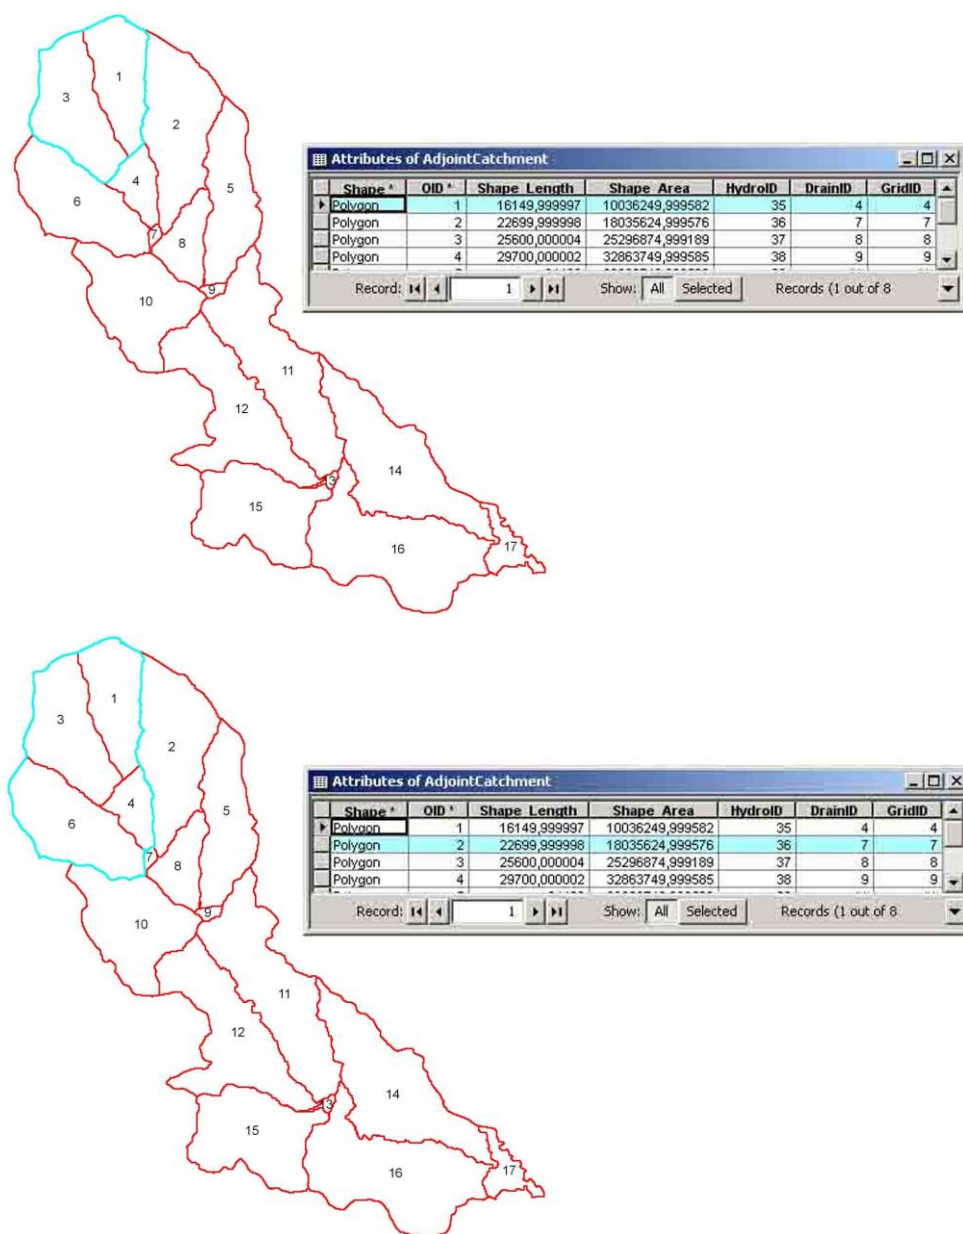 1
3
2
4
5
6
7
8
9
10
11
12
14
3
15
16
17
Attributes of AdjointCatchment
Shape * OID * Shape_Length Shape_Area HydroID DrainID GridID
Polygon 1 16149,999997 10036249,999582 35 4 4
Polygon 2 22699,999998 18035624,999576 36 7 7
Polygon 3 25600,000004 25296874,999189 37 8 8
Polygon 4 29700,000002 32863749,999585 38 9 9
Record: 1 Show: All Selected Records (1 out of 8
1
3
2
4
5
6
7
8
9
10
11
12
14
3
15
16
17
Attributes of AdjointCatchment
Shape * OID * Shape_Length Shape_Area HydroID DrainID GridID
Polygon 1 16149,999997 10036249,999582 35 4 4
Polygon 2 22699,999998 18035624,999576 36 7 7
Polygon 3 25600,000004 25296874,999189 37 8 8
Polygon 4 29700,000002 32863749,999585 38 9 9
Record: 1 Show: All Selected Records (1 out of 8